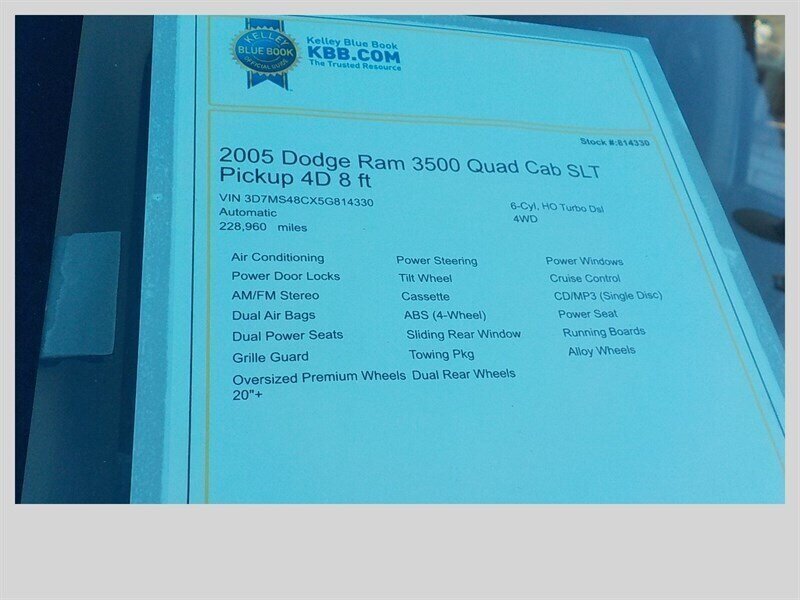 KELLEY
BLUE BOOK
OFFICIAL GUIDE
Kelley Blue Book
KBB.COM
The Trusted Resource
Stock #:814330
2005 Dodge Ram 3500 Quad Cab SLT
Pickup 4D 8 ft
VIN 3D7MS48CX5G814330
6-Cyl, HO Turbo Dsl
Automatic
4WD
228,960 miles
Air Conditioning Power Steering Power Windows
Power Door Locks Tilt Wheel Cruise Control
AM/FM Stereo Cassette CD/MP3 (Single Disc)
Dual Air Bags ABS (4-Wheel) Power Seat
Dual Power Seats Sliding Rear Window Running Boards
Grille Guard Towing Pkg Alloy Wheels
Oversized Premium Wheels Dual Rear Wheels
20"+